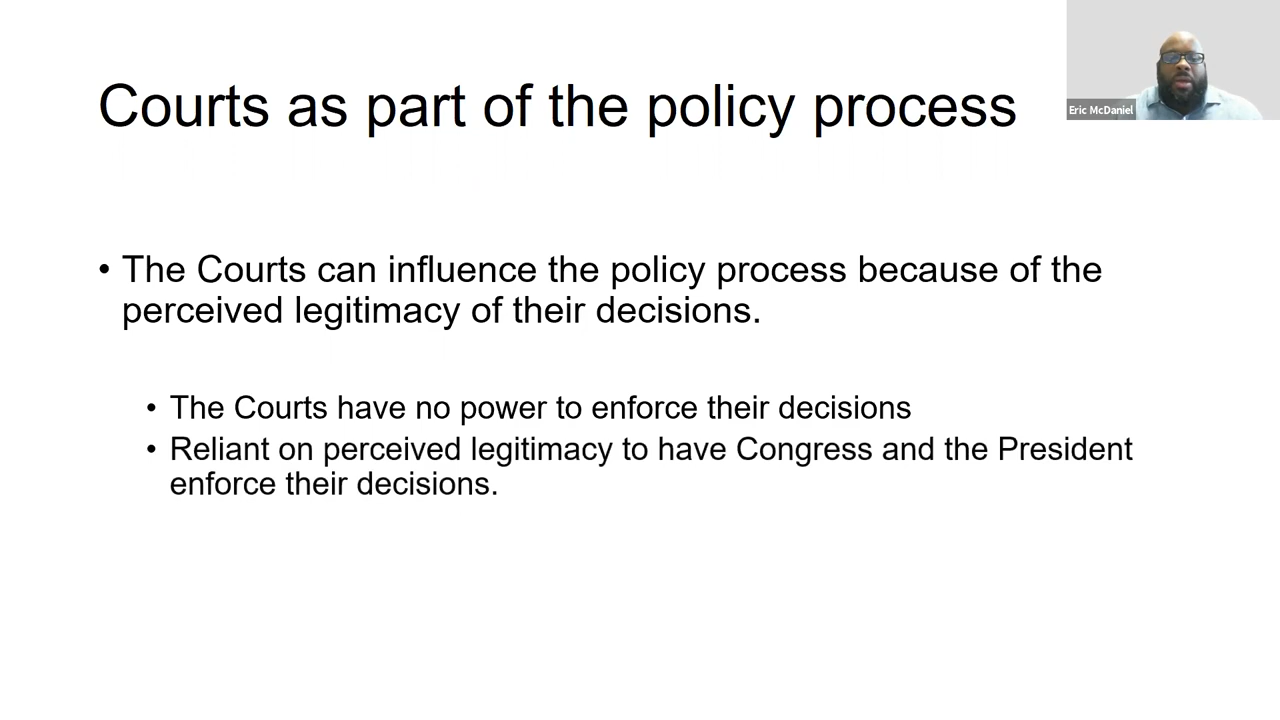 Courts as part of the policy process
Eric McDaniel
• The Courts can influence the policy process because of the
perceived legitimacy of their decisions.
• The Courts have no power to enforce their decisions
• Reliant on perceived legitimacy to have Congress and the President
enforce their decisions.